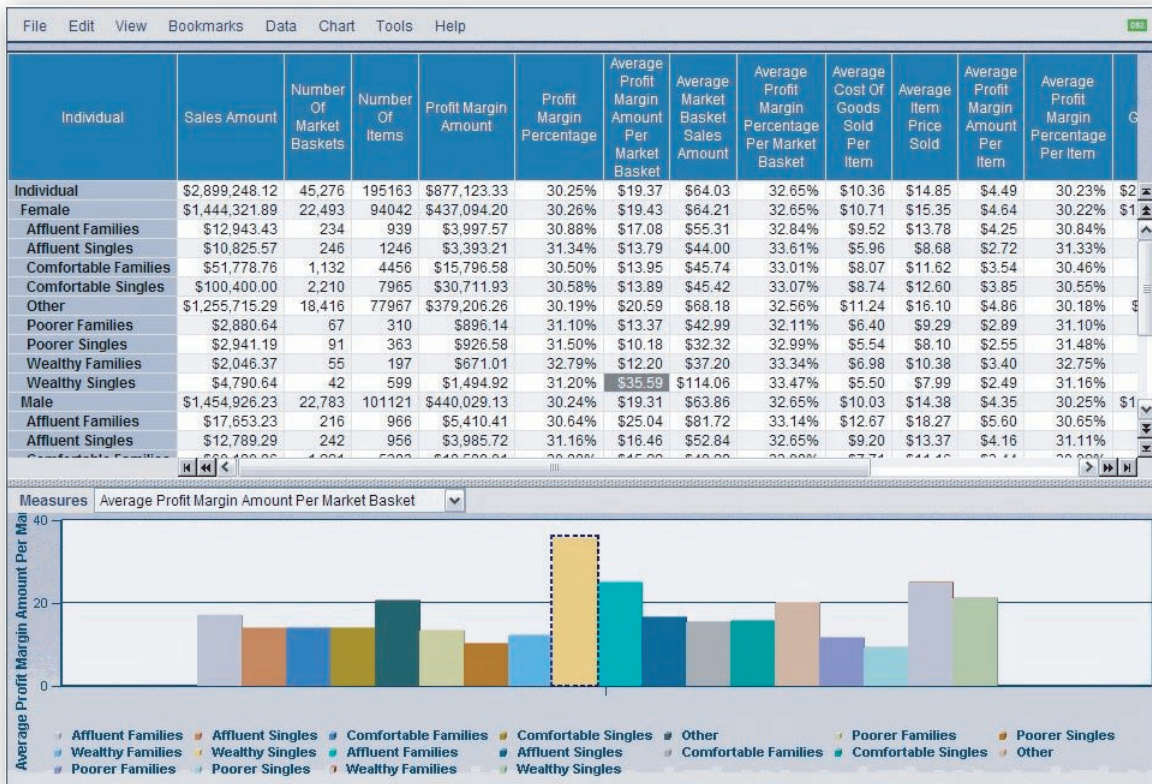 File Edit View Bookmarks Data Chart Tools Help
Individual Sales Amount Number Of Market Baskets Number Of Items Profit Margin Amount Profit Margin Percentage Average Profit Margin Amount Per Market Basket Average Market Basket Sales Amount Average Profit Margin Percentage Per Market Basket Average Cost Of Goods Sold Per Item Average Item Price Sold Average Profit Margin Amount Per Item Average Profit Margin Percentage Per Item G
Individual $2,899,248.12 45,276 195163 $877,123.33 30.25% $19.37 $64.03 32.65% $10.36 $14.85 $4.49 30.23% $2
Female $1,444,321.89 22,493 94042 $437,094.20 30.26% $19.43 $64.21 32.65% $10.71 $15.35 $4.64 30.22% $1
Affluent Families $12,943.43 234 939 $3,997.57 30.88% $17.08 $55.31 32.84% $9.52 $13.78 $4.25 30.84%
Affluent Singles $10,825.57 246 1246 $3,393.21 31.34% $13.79 $44.00 33.61% $5.96 $8.68 $2.72 31.33%
Comfortable Families $51,778.76 1,132 4456 $15,796.58 30.50% $13.95 $45.74 33.01% $8.07 $11.62 $3.54 30.46%
Comfortable Singles $100,400.00 2,210 7965 $30,711.93 30.58% $13.89 $45.42 33.07% $8.74 $12.60 $3.85 30.55%
Other $1,255,715.29 18,416 77967 $379,206.26 30.19% $20.59 $68.18 32.56% $11.24 $16.10 $4.86 30.18% $
Poorer Families $2,880.64 67 310 $896.14 31.10% $13.37 $42.99 32.11% $6.40 $9.29 $2.89 31.10%
Poorer Singles $2,941.19 91 363 $926.58 31.50% $10.18 $32.32 32.99% $5.54 $8.10 $2.55 31.48%
Wealthy Families $2,046.37 55 197 $671.01 32.79% $12.20 $37.20 33.34% $6.98 $10.38 $3.40 32.75%
Wealthy Singles $4,790.64 42 599 $1,494.92 31.20% $35.59 $114.06 33.47% $5.50 $7.99 $2.49 31.16%
Male $1,454,926.23 22,783 101121 $440,029.13 30.24% $19.31 $63.86 32.65% $10.03 $14.38 $4.35 30.25% $1
Affluent Families $17,653.23 216 966 $5,410.41 30.64% $25.04 $81.72 33.14% $12.67 $18.27 $5.60 30.65%
Affluent Singles $12,789.29 242 956 $3,985.72 31.16% $16.46 $52.84 32.65% $9.20 $13.37 $4.16 31.11%
Measures Average Profit Margin Amount Per Market Basket
Average Profit Margin Amount Per Mar
40
20
0
Affluent Families Affluent Singles Comfortable Families Comfortable Singles Other Poorer Families Poorer Singles
Wealthy Families Wealthy Singles Affluent Families Affluent Singles Comfortable Families Comfortable Singles Other
Poorer Families Poorer Singles Wealthy Families Wealthy Singles